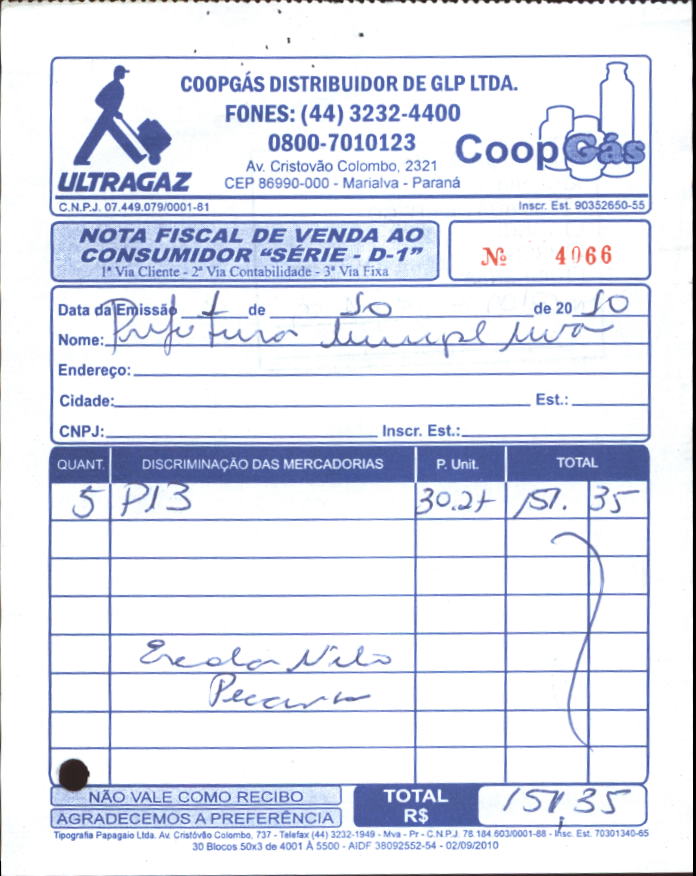 COOPGÁS DISTRIBUIDOR DE GLP LTDA.
FONES: (44) 3232-4400
0800-7010123
Av. Cristovão Colombo, 2321
CEP 86990-000 - Marialva - Paraná
ULTRAGAZ
CoopGás
C.N.P.J. 07.449.079/0001-81
Inscr. Est. 90352650-55
NOTA FISCAL DE VENDA AO
CONSUMIDOR “SÉRIE - D-1”
1ª Via Cliente - 2ª Via Contabilidade - 3ª Via Fixa
Nº 4066
Data da Emissão 1 de 10 de 20 10
Nome: Prefeitura
Endereço:
Cidade: Est.:
CNPJ: Inscr. Est.:
QUANT. DISCRIMINAÇÃO DAS MERCADORIAS P. Unit. TOTAL
5 P13 30.27 151. 35
Escola Nilo
NÃO VALE COMO RECIBO
AGRADECEMOS A PREFERÊNCIA
TOTAL R$ 151,35
Tipografia Papagaio Ltda. Av. Cristóvão Colombo, 737 - Telefax (44) 3232-1949 - Mva - Pr - C.N.P.J. 78 184 603/0001-88 - Insc. Est. 70301340-65
30 Blocos 50x3 de 4001 À 5500 - AIDF 38092552-54 - 02/09/2010